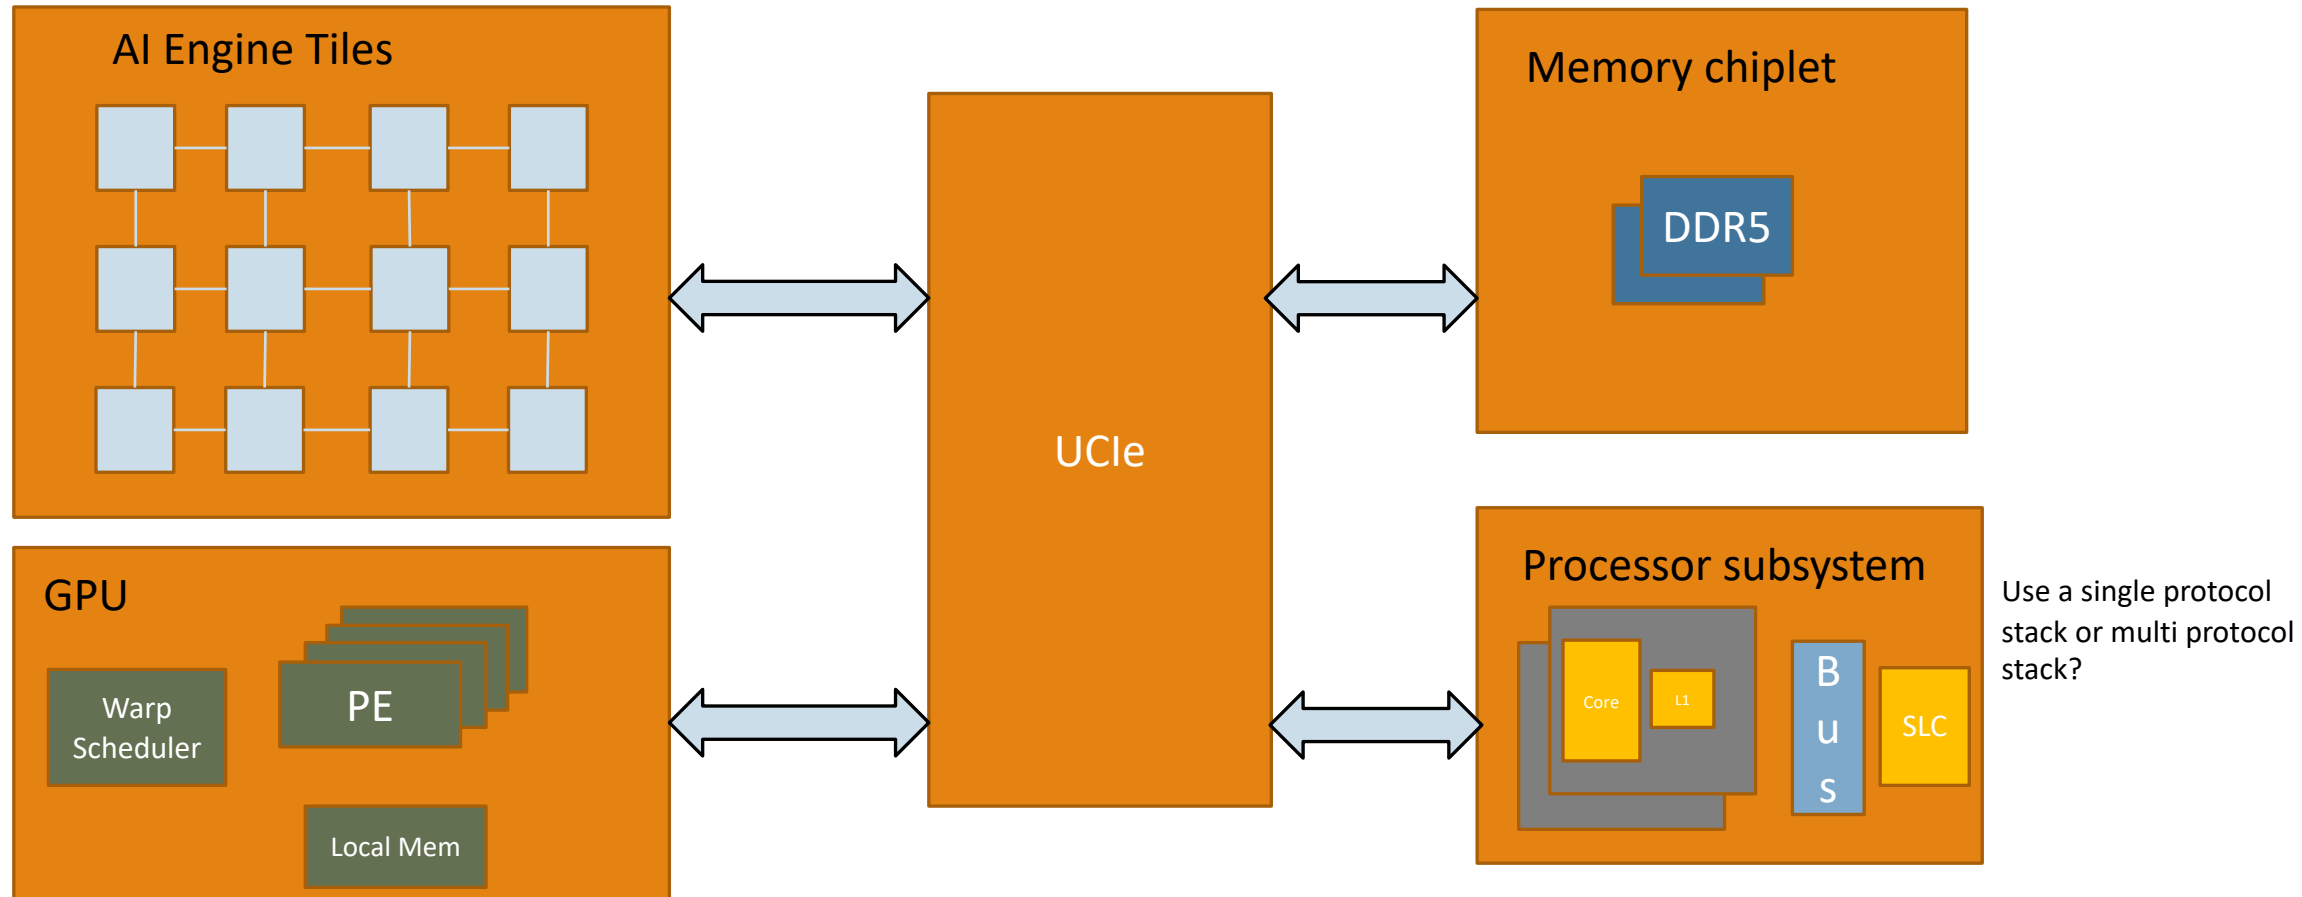 AI Engine Tiles
Memory chiplet
DDR5
UCIe
GPU
Warp
Scheduler
PE
Local Mem
Processor subsystem
Core
L1
B
u
s
SLC
Use a single protocol
stack or multi protocol
stack?